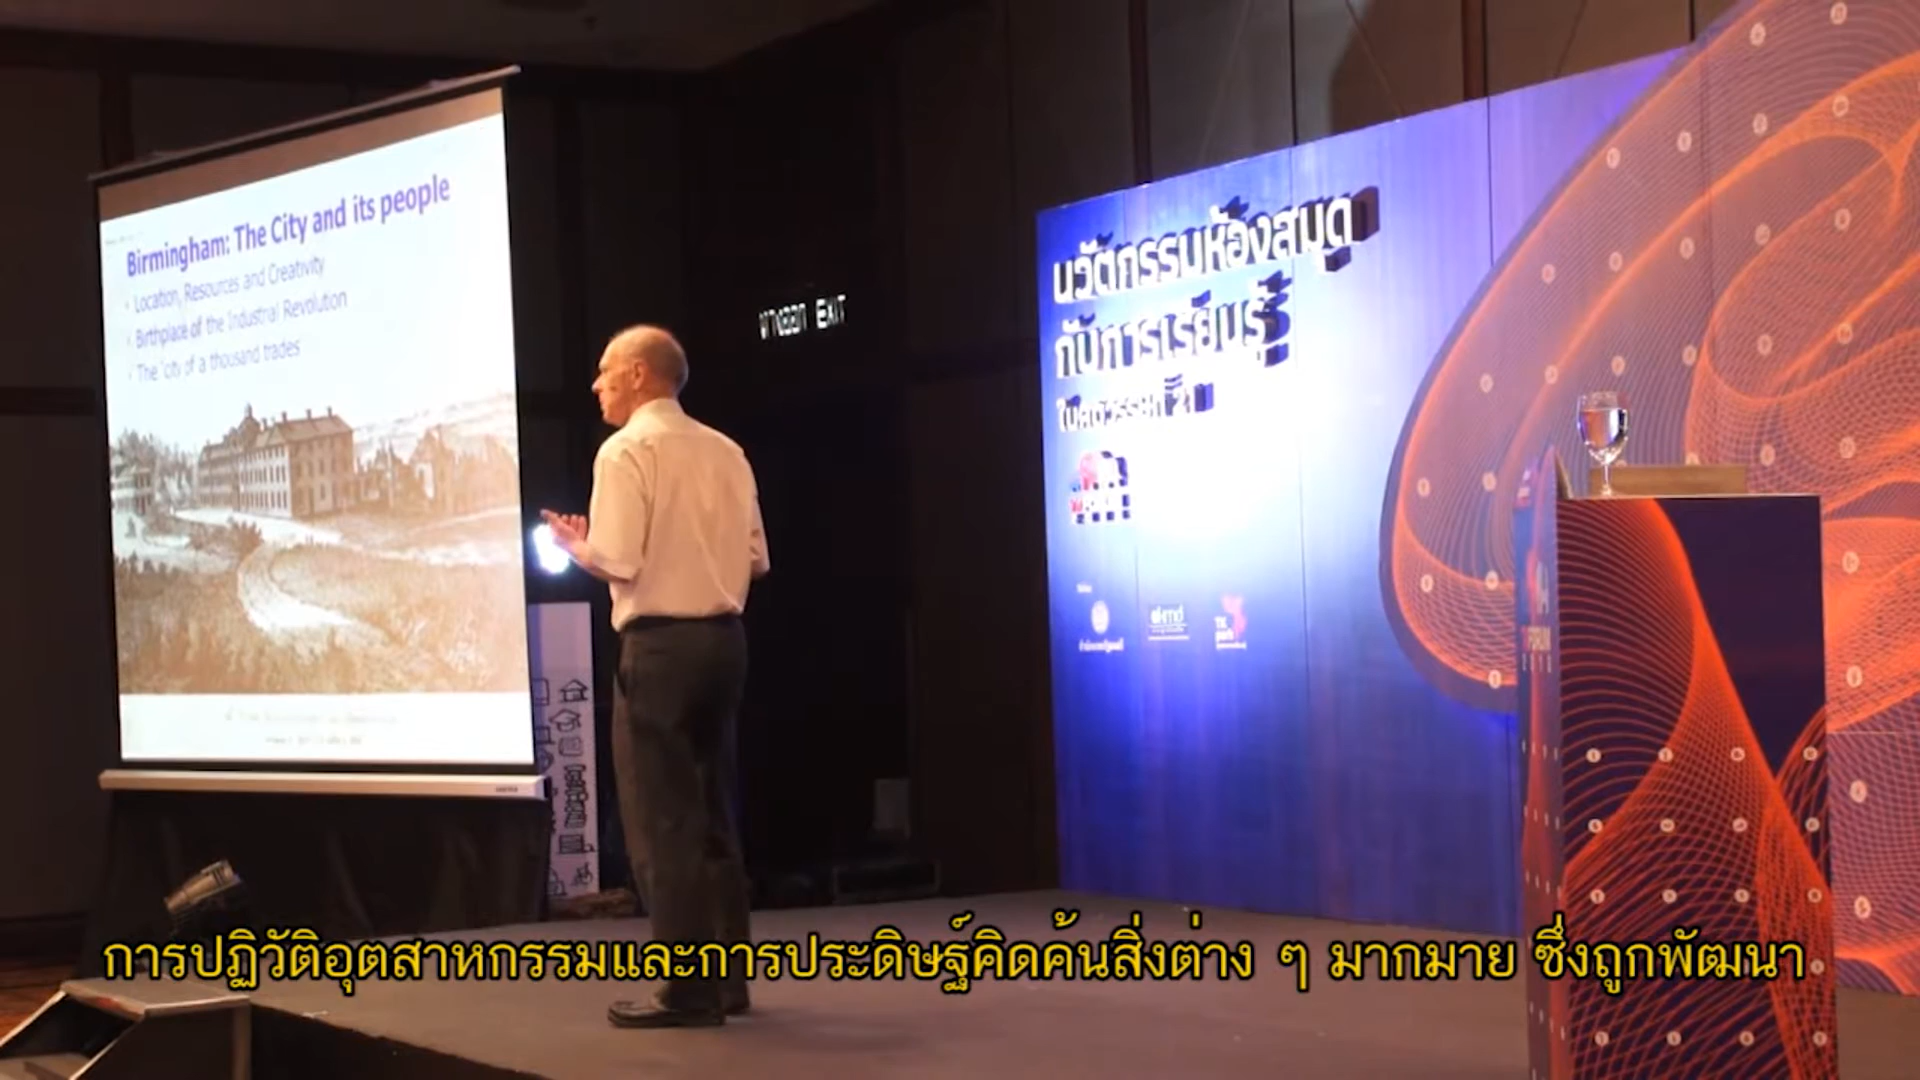 Birmingham: The City and its people
Location, Resources and Creativity
Birthplace of the Industrial Revolution
The 'city of a thousand trades
ทางออก EXIT
นวัตกรรมห้องสมุด
กับการเรียนรู้
ในศตวรรษที่ 21
TK
park
FORUM
การปฏิวัติอุตสาหกรรมและการประดิษฐ์คิดค้นสิ่งต่าง ๆ มากมาย ซึ่งถูกพัฒนา